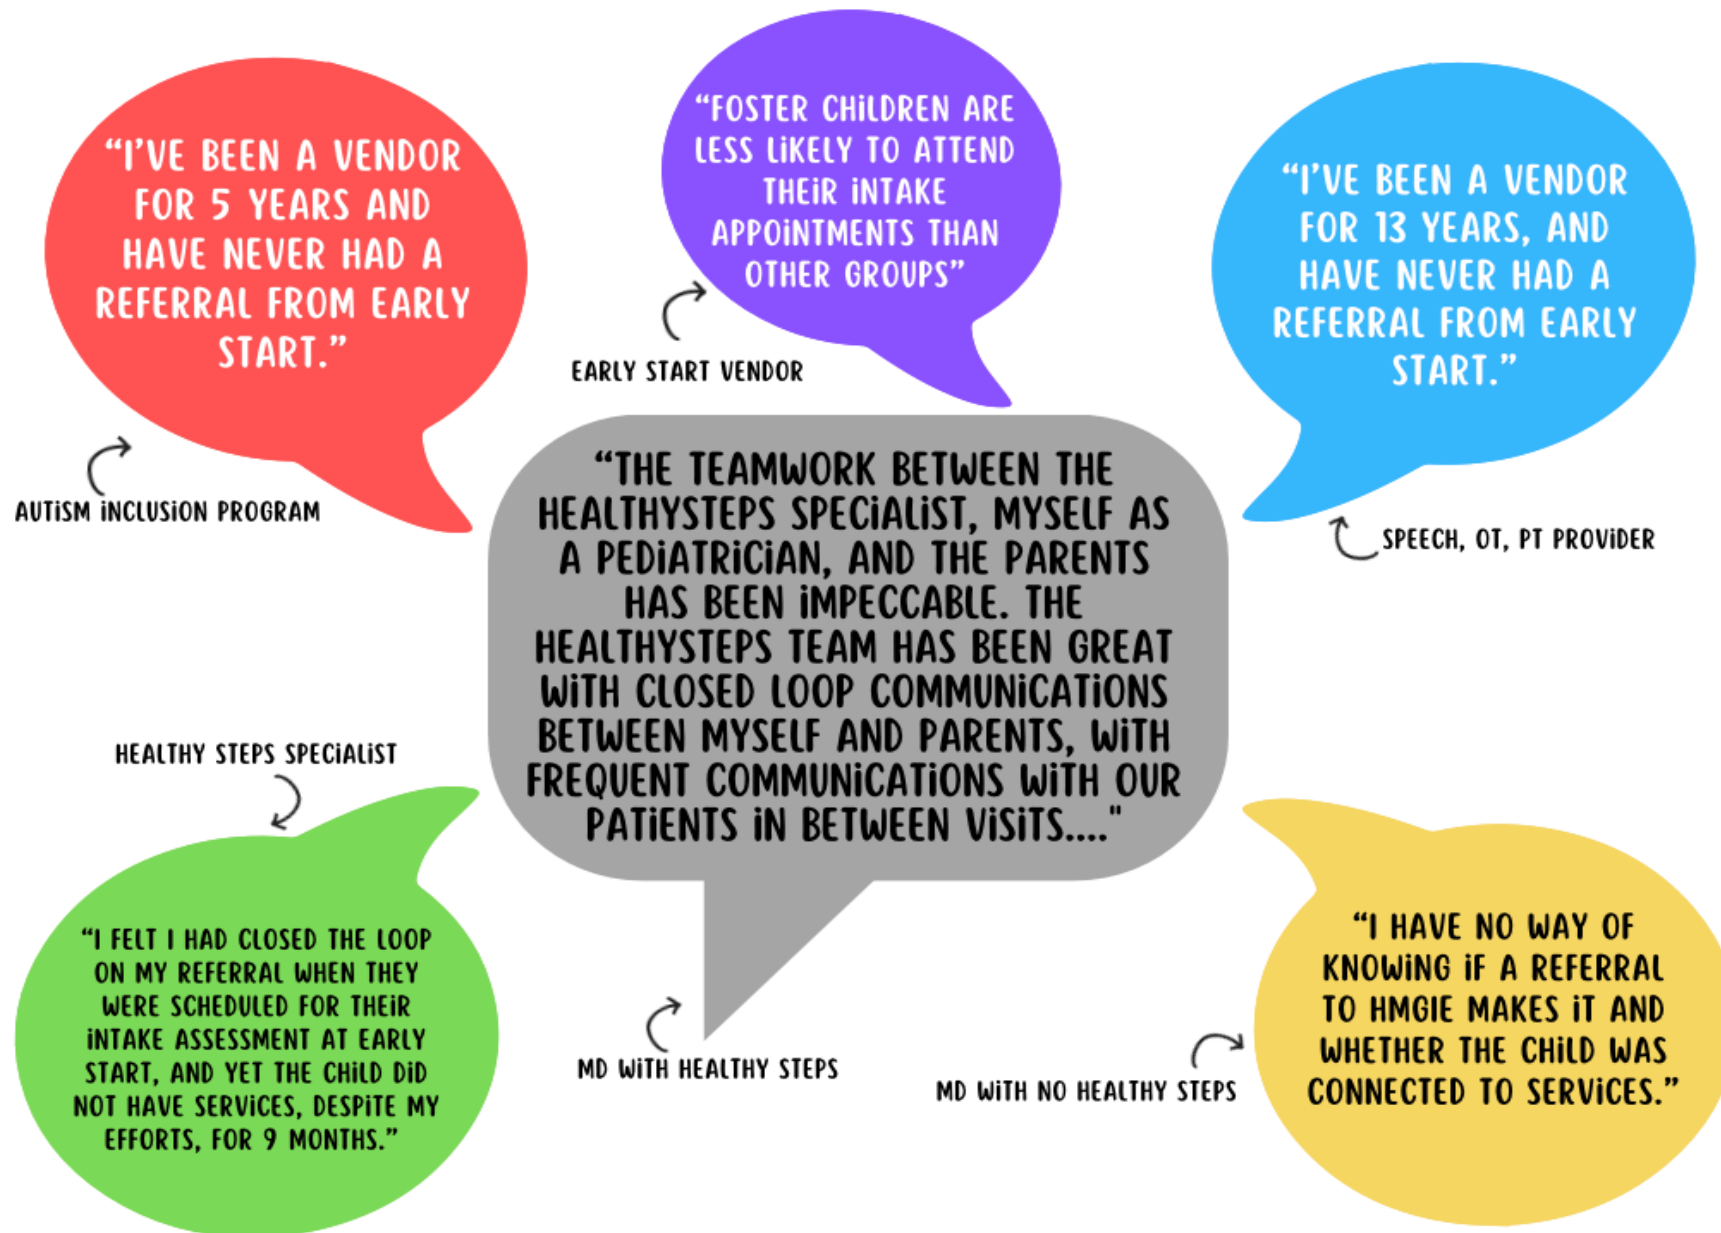 “I’VE BEEN A VENDOR
FOR 5 YEARS AND
HAVE NEVER HAD A
REFERRAL FROM EARLY
START.”
AUTISM INCLUSION PROGRAM
“FOSTER CHILDREN ARE
LESS LIKELY TO ATTEND
THEIR INTAKE
APPOINTMENTS THAN
OTHER GROUPS”
EARLY START VENDOR
“I’VE BEEN A VENDOR
FOR 13 YEARS, AND
HAVE NEVER HAD A
REFERRAL FROM EARLY
START.”
SPEECH, OT, PT PROVIDER
“THE TEAMWORK BETWEEN THE
HEALTHYSTEPS SPECIALIST, MYSELF AS
A PEDIATRICIAN, AND THE PARENTS
HAS BEEN IMPECCABLE. THE
HEALTHYSTEPS TEAM HAS BEEN GREAT
WITH CLOSED LOOP COMMUNICATIONS
BETWEEN MYSELF AND PARENTS, WITH
FREQUENT COMMUNICATIONS WITH OUR
PATIENTS IN BETWEEN VISITS...."
MD WITH HEALTHY STEPS
HEALTHY STEPS SPECIALIST
“I FELT I HAD CLOSED THE LOOP
ON MY REFERRAL WHEN THEY
WERE SCHEDULED FOR THEIR
INTAKE ASSESSMENT AT EARLY
START, AND YET THE CHILD DID
NOT HAVE SERVICES, DESPITE MY
EFFORTS, FOR 9 MONTHS.”
“I HAVE NO WAY OF
KNOWING IF A REFERRAL
TO HMGIE MAKES IT AND
WHETHER THE CHILD WAS
CONNECTED TO SERVICES.”
MD WITH NO HEALTHY STEPS